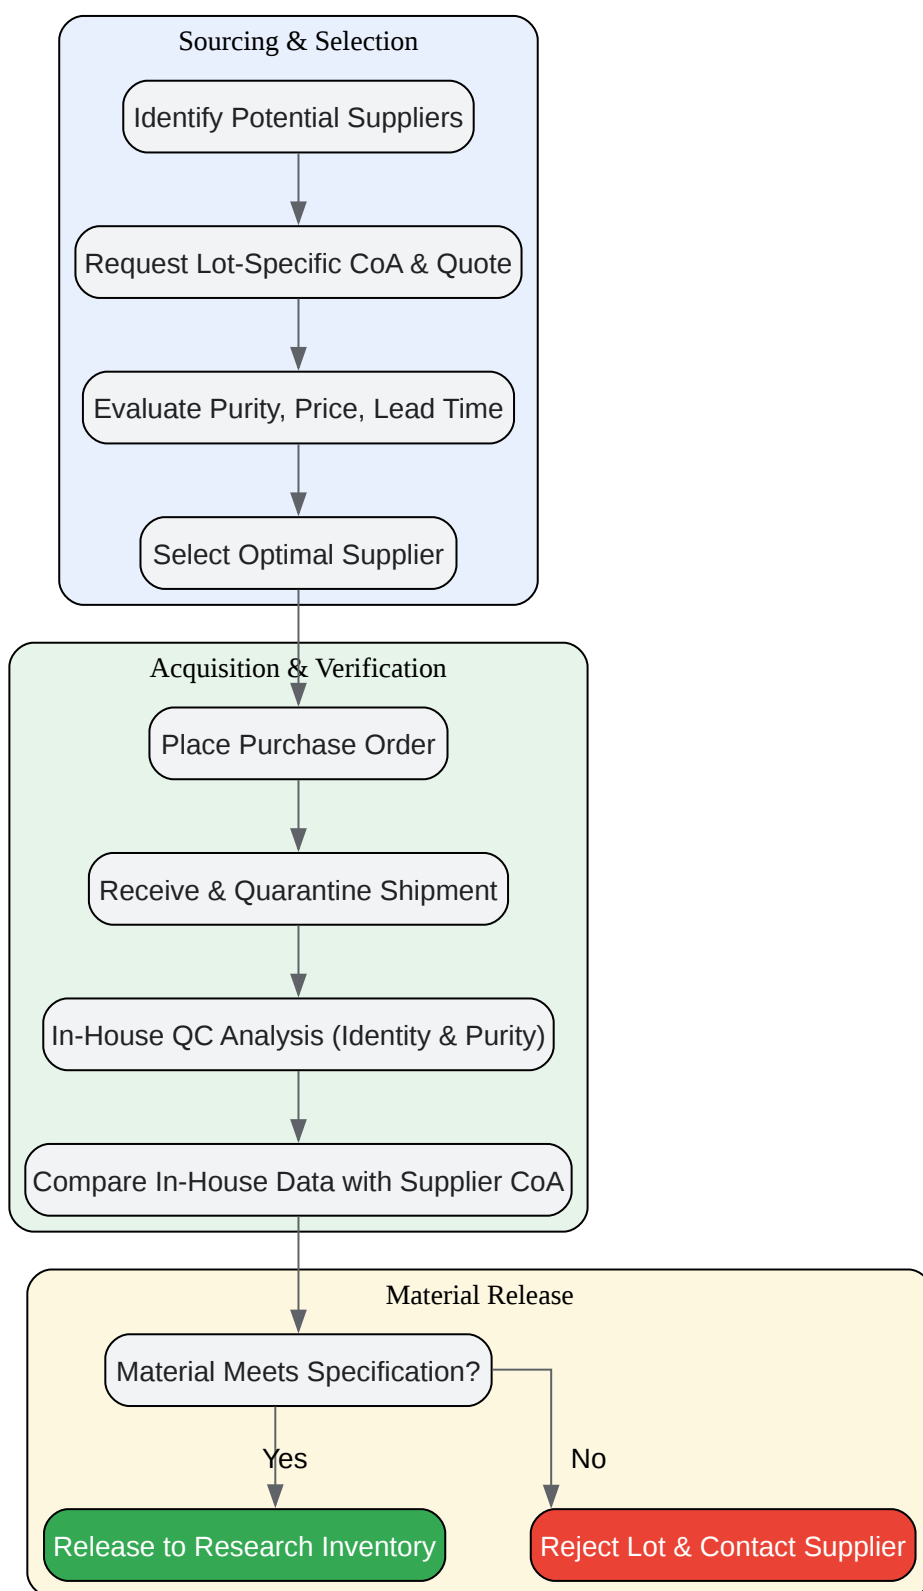 Sourcing & Selection
Identify Potential Suppliers
Request Lot-Specific CoA & Quote
Evaluate Purity, Price, Lead Time
Select Optimal Supplier
Acquisition & Verification
Place Purchase Order
Receive & Quarantine Shipment
In-House QC Analysis (Identity & Purity)
Compare In-House Data with Supplier CoA
Material Release
Material Meets Specification?
Yes
No
Release to Research Inventory
Reject Lot & Contact Supplier